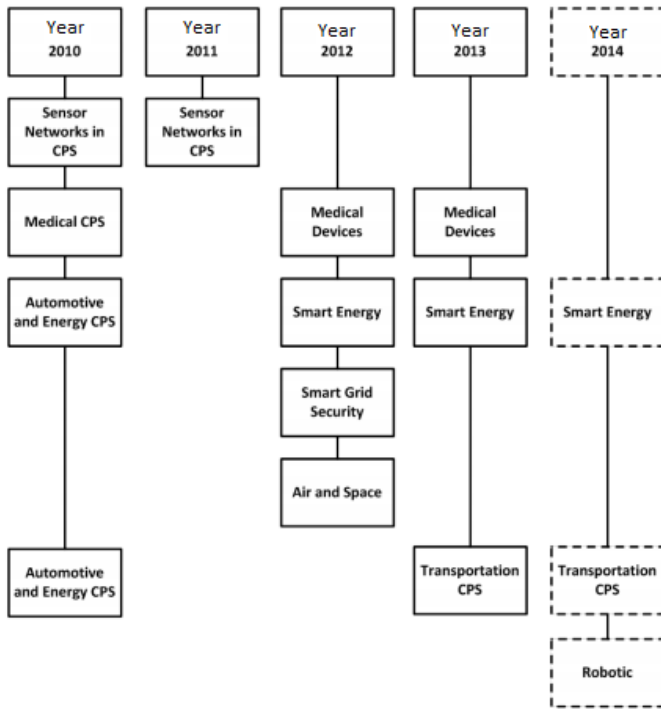 Year
2010
Year
2011
Year
2012
Year
2013
Year
2014
Sensor
Networks in
CPS
Sensor
Networks in
CPS
Medical CPS
Medical
Devices
Medical
Devices
Automotive
and Energy CPS
Smart Energy
Smart Energy
Smart Energy
Smart Grid
Security
Air and Space
Automotive
and Energy CPS
Transportation
CPS
Transportation
CPS
Robotic